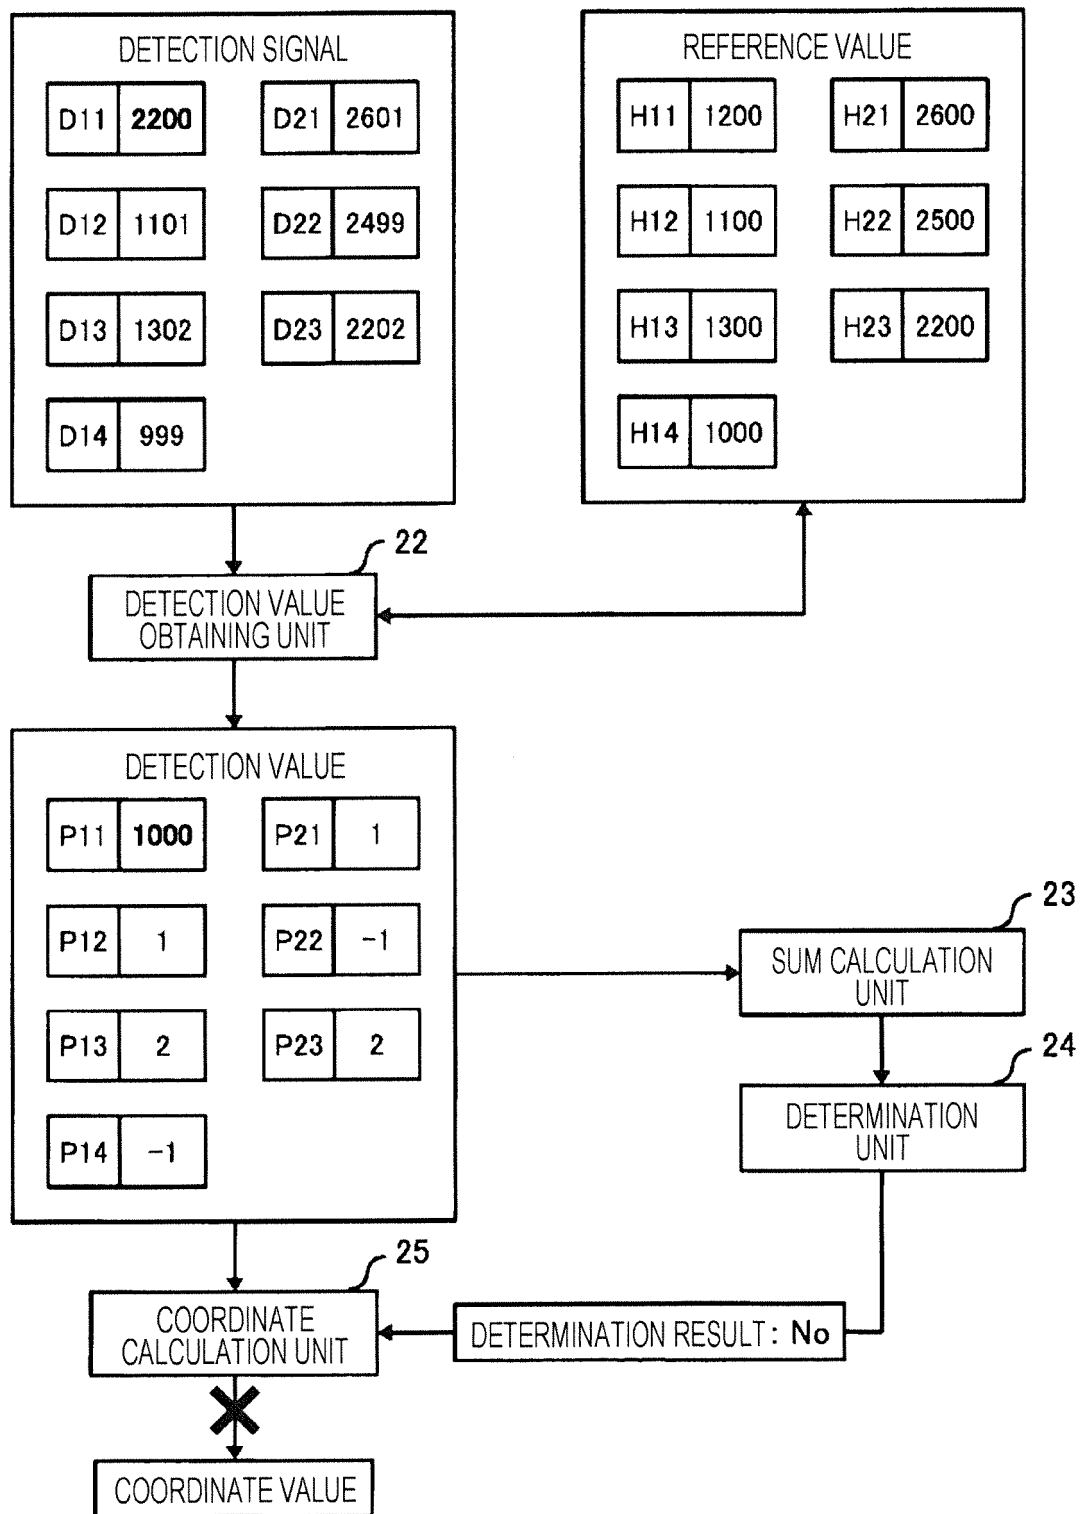 DETECTION SIGNAL
D11 2200 D21 2601
D12 1101 D22 2499
D13 1302 D23 2202
D14 999
REFERENCE VALUE
H11 1200 H21 2600
H12 1100 H22 2500
H13 1300 H23 2200
H14 1000
22
DETECTION VALUE
OBTAINING UNIT
DETECTION VALUE
P11 1000 P21 1
P12 1 P22 -1
P13 2 P23 2
P14 -1
23
SUM CALCULATION
UNIT
24
DETERMINATION
UNIT
25
COORDINATE
CALCULATION UNIT
DETERMINATION RESULT: No
COORDINATE VALUE